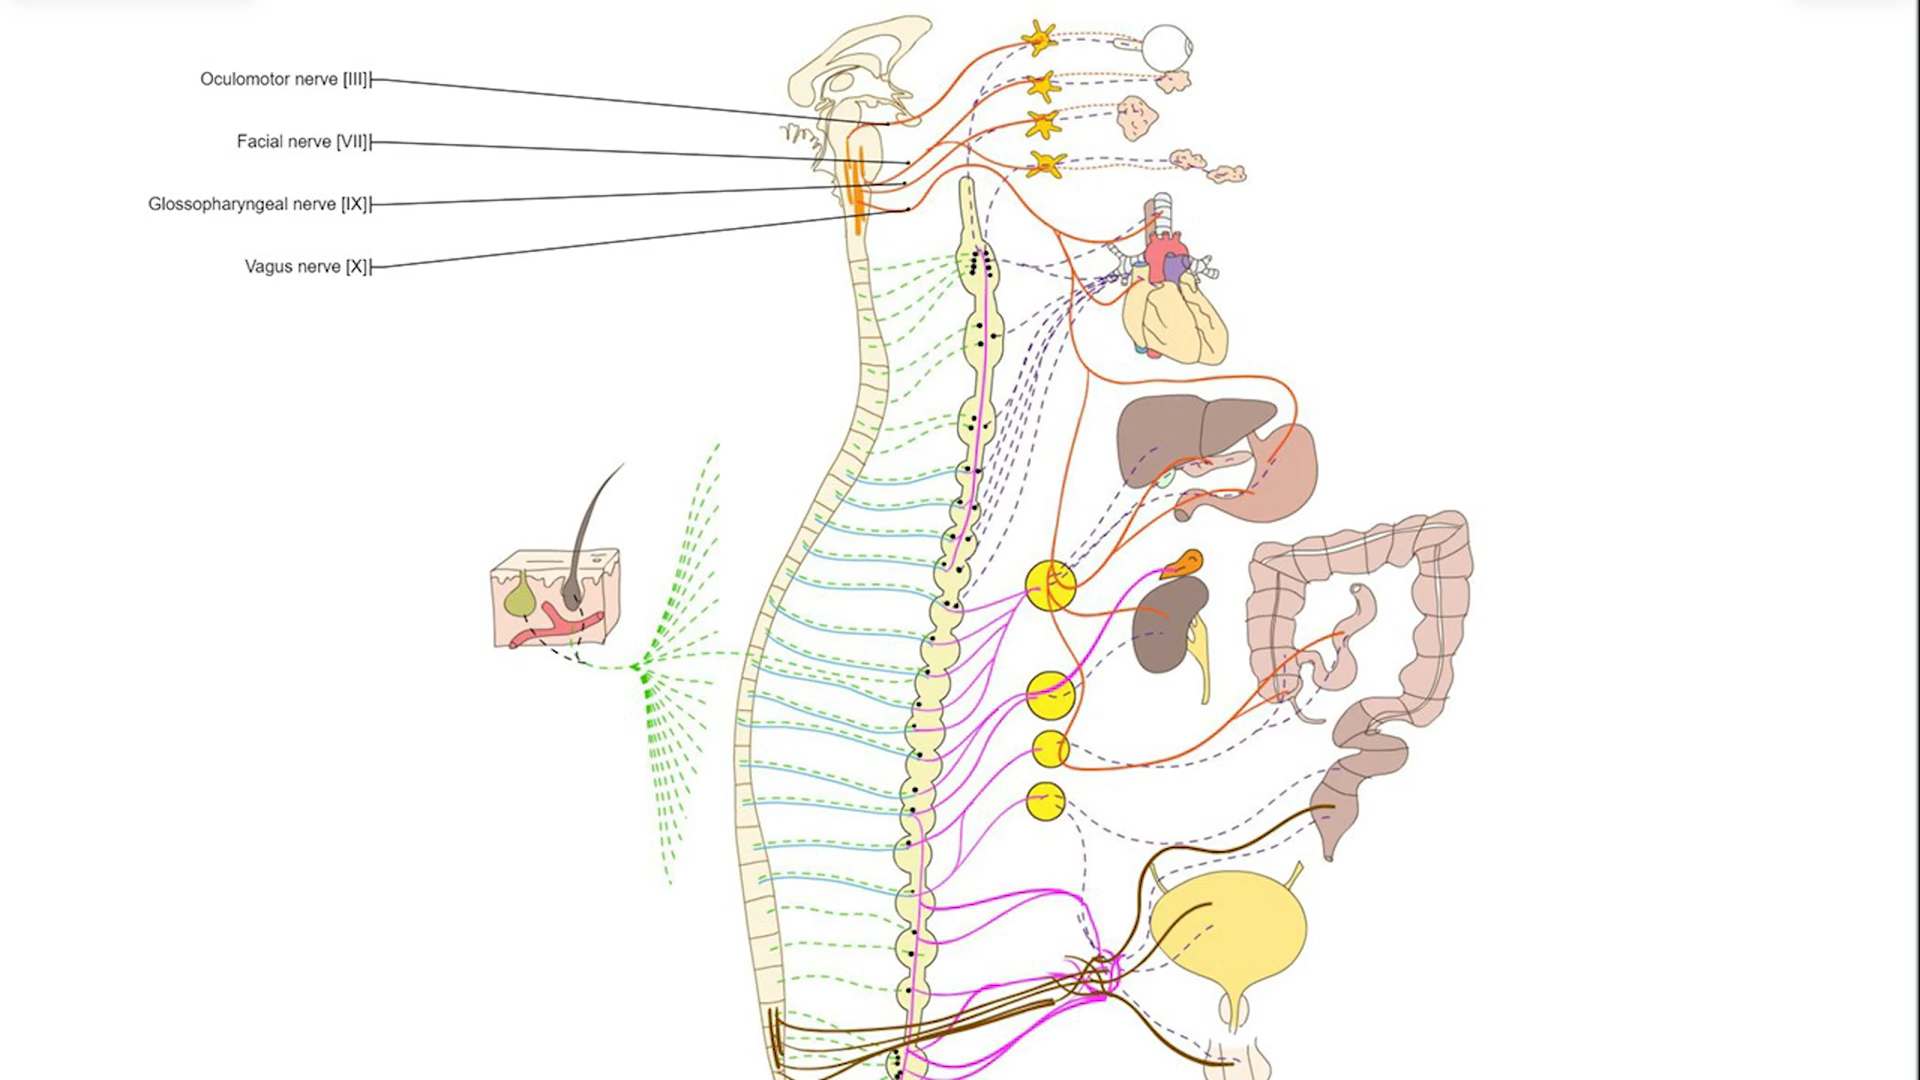 Oculomotor nerve [III]
Facial nerve [VII]
Glossopharyngeal nerve [IX]
Vagus nerve [X]